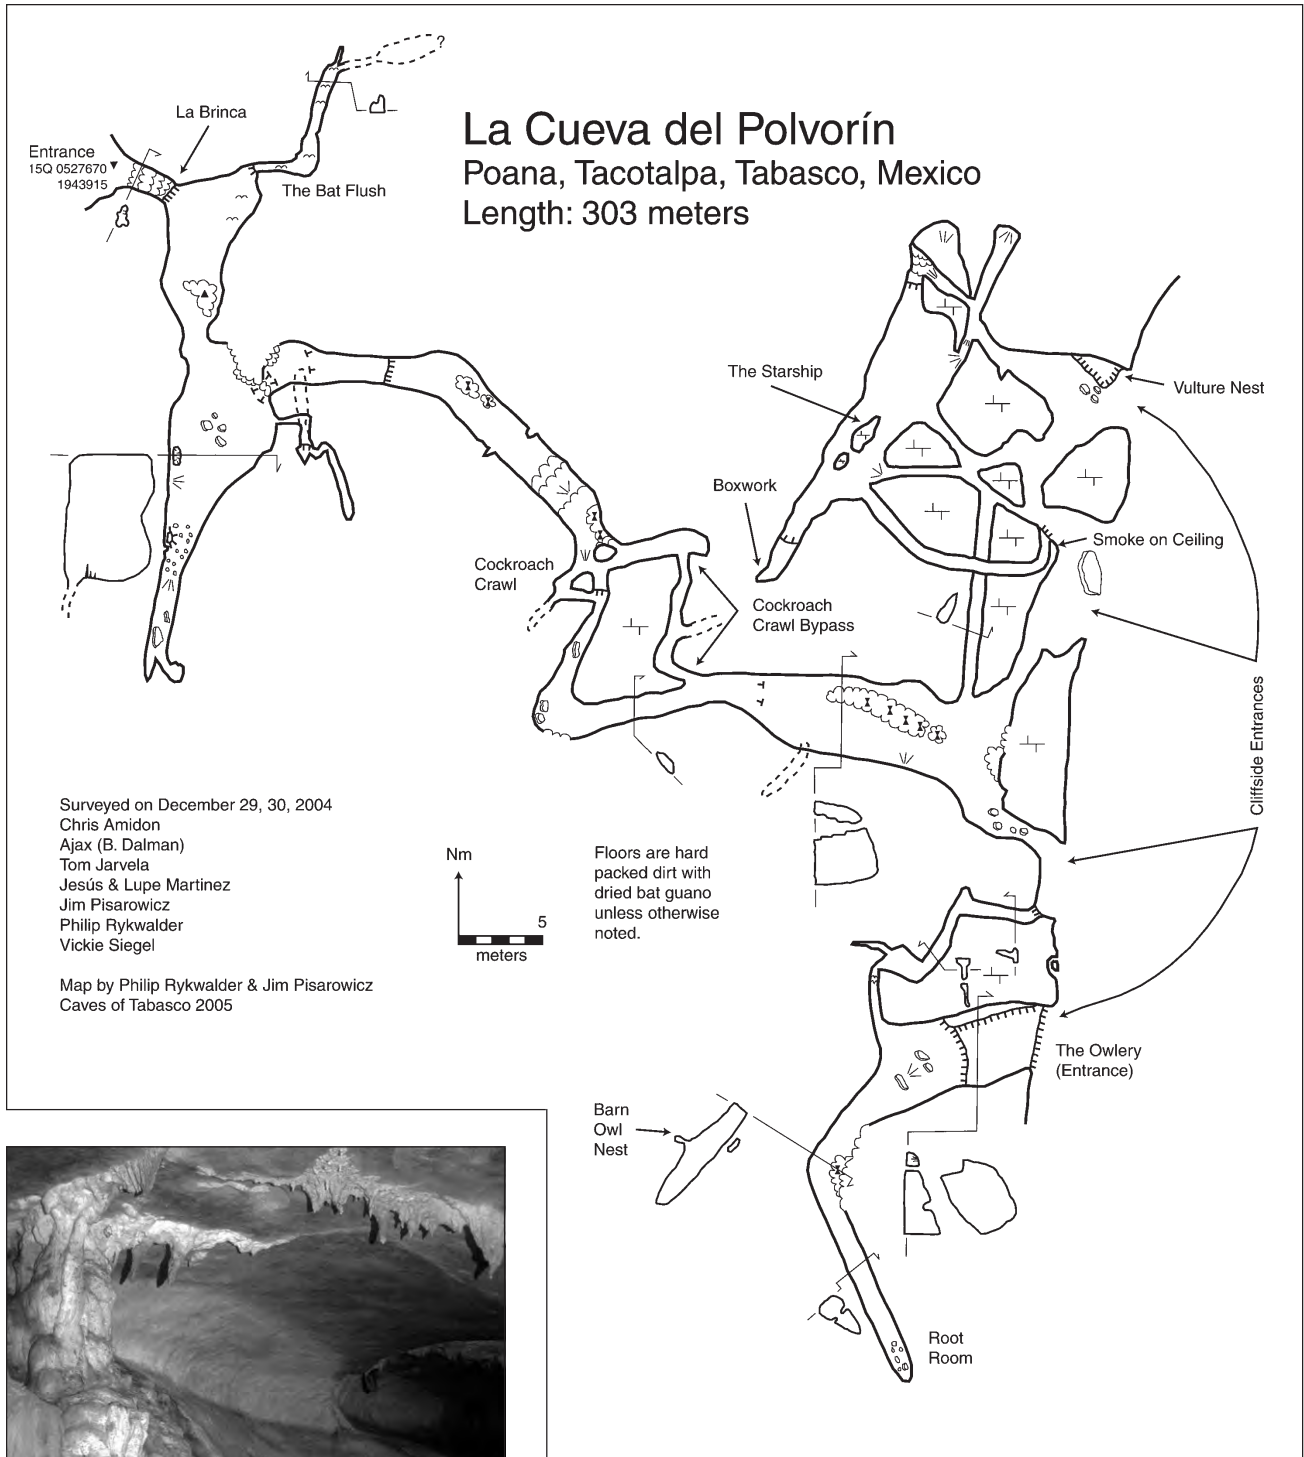 La Brinca
Entrance
15Q 0527670
1943915
?
The Bat Flush
La Cueva del Polvorín
Poana, Tacotalpa, Tabasco, Mexico
Length: 303 meters
The Starship
Vulture Nest
Boxwork
Smoke on Ceiling
Cockroach
Crawl
Cockroach
Crawl Bypass
Cliffside Entrances
Surveyed on December 29, 30, 2004
Chris Amidon
Ajax (B. Dalman)
Tom Jarvela
Jesús & Lupe Martinez
Jim Pisarowicz
Philip Rykwalder
Vickie Siegel
Map by Philip Rykwalder & Jim Pisarowicz
Caves of Tabasco 2005
Nm
5
meters
Floors are hard
packed dirt with
dried bat guano
unless otherwise
noted.
The Owlery
(Entrance)
Barn
Owl
Nest
Root
Room